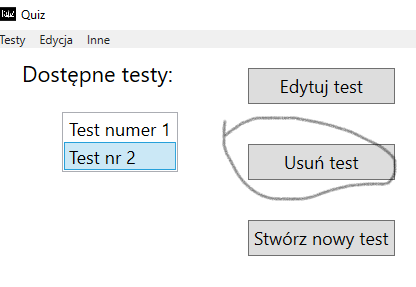 Quiz
Testy Edycja Inne
Dostępne testy:
Edytuj test
Test numer 1
Test nr 2
Usuń test
Stwórz nowy test